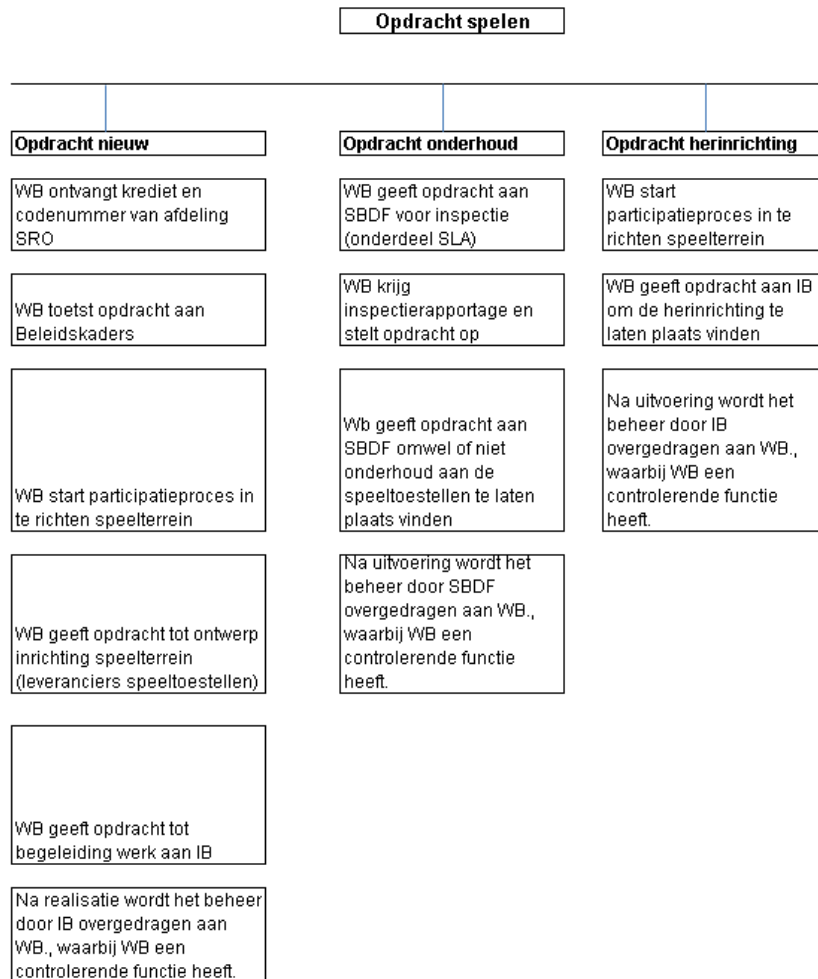 Opdracht spelen
Opdracht nieuw
WB ontvangt krediet en
codenummer van afdeling
SRO
WB toetst opdracht aan
Beleidskaders
WB start participatieproces in
te richten speelterrein
WB geeft opdracht tot ontwerp
inrichting speelterrein
(leveranciers speeltoestellen)
WB geeft opdracht tot
begeleiding werk aan IB
Na realisatie wordt het beheer
door IB overgedragen aan
WB., waarbij WB een
controlerende functie heeft.
Opdracht onderhoud
WB geeft opdracht aan
SBDF voor inspectie
(onderdeel SLA)
WB krijg
inspectierapportage en
stelt opdracht op
Wb geeft opdracht aan
SBDF omwel of niet
onderhoud aan de
speeltoestellen te laten
plaats vinden
Na uitvoering wordt het
beheer door SBDF
overgedragen aan WB.,
waarbij WB een
controlerende functie
heeft.
Opdracht herinrichting
WB start
participatieproces in te
richten speelterrein
WB geeft opdracht aan IB
om de herinrichting te
laten plaats vinden
Na uitvoering wordt het
beheer door IB
overgedragen aan WB.,
waarbij WB een
controlerende functie
heeft.